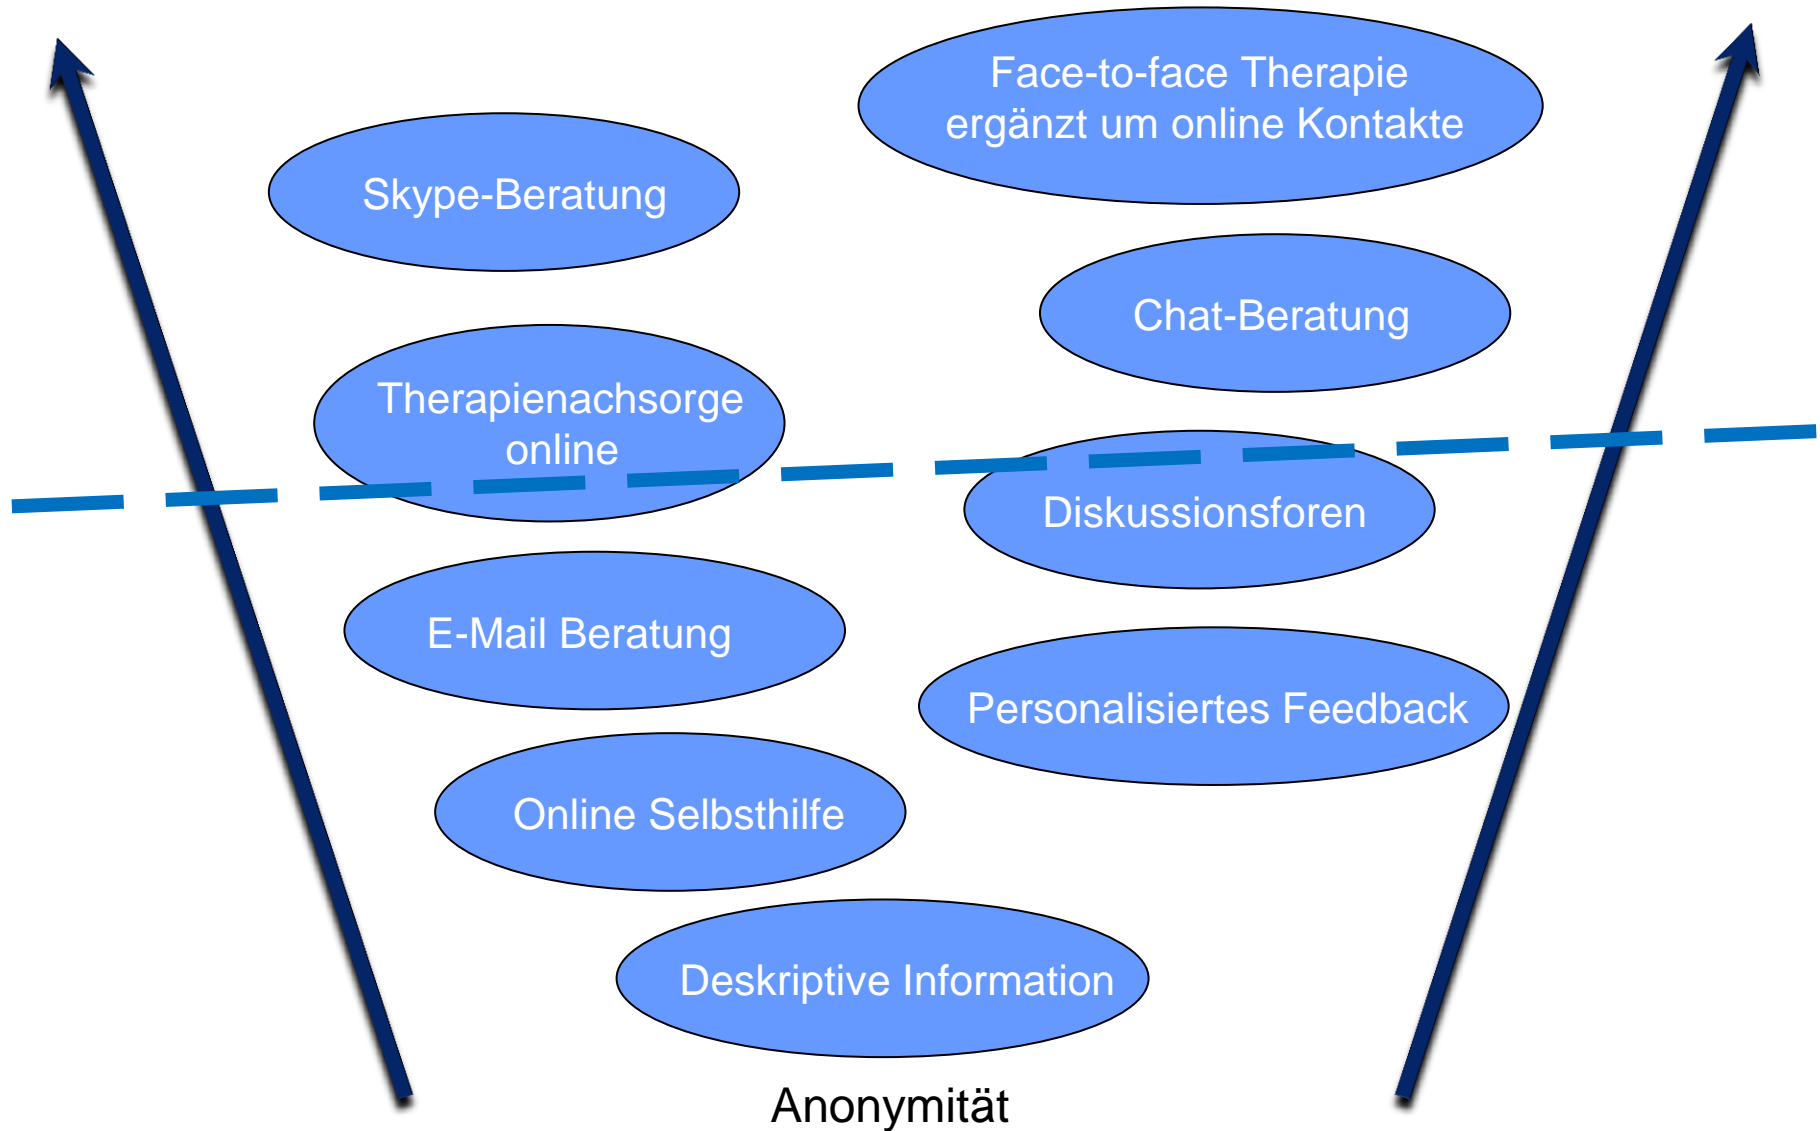 Face-to-face Therapie
ergänzt um online Kontakte
Skype-Beratung
Chat-Beratung
Therapienachsorge
online
Diskussionsforen
E-Mail Beratung
Personalisiertes Feedback
Online Selbsthilfe
Deskriptive Information
Anonymität